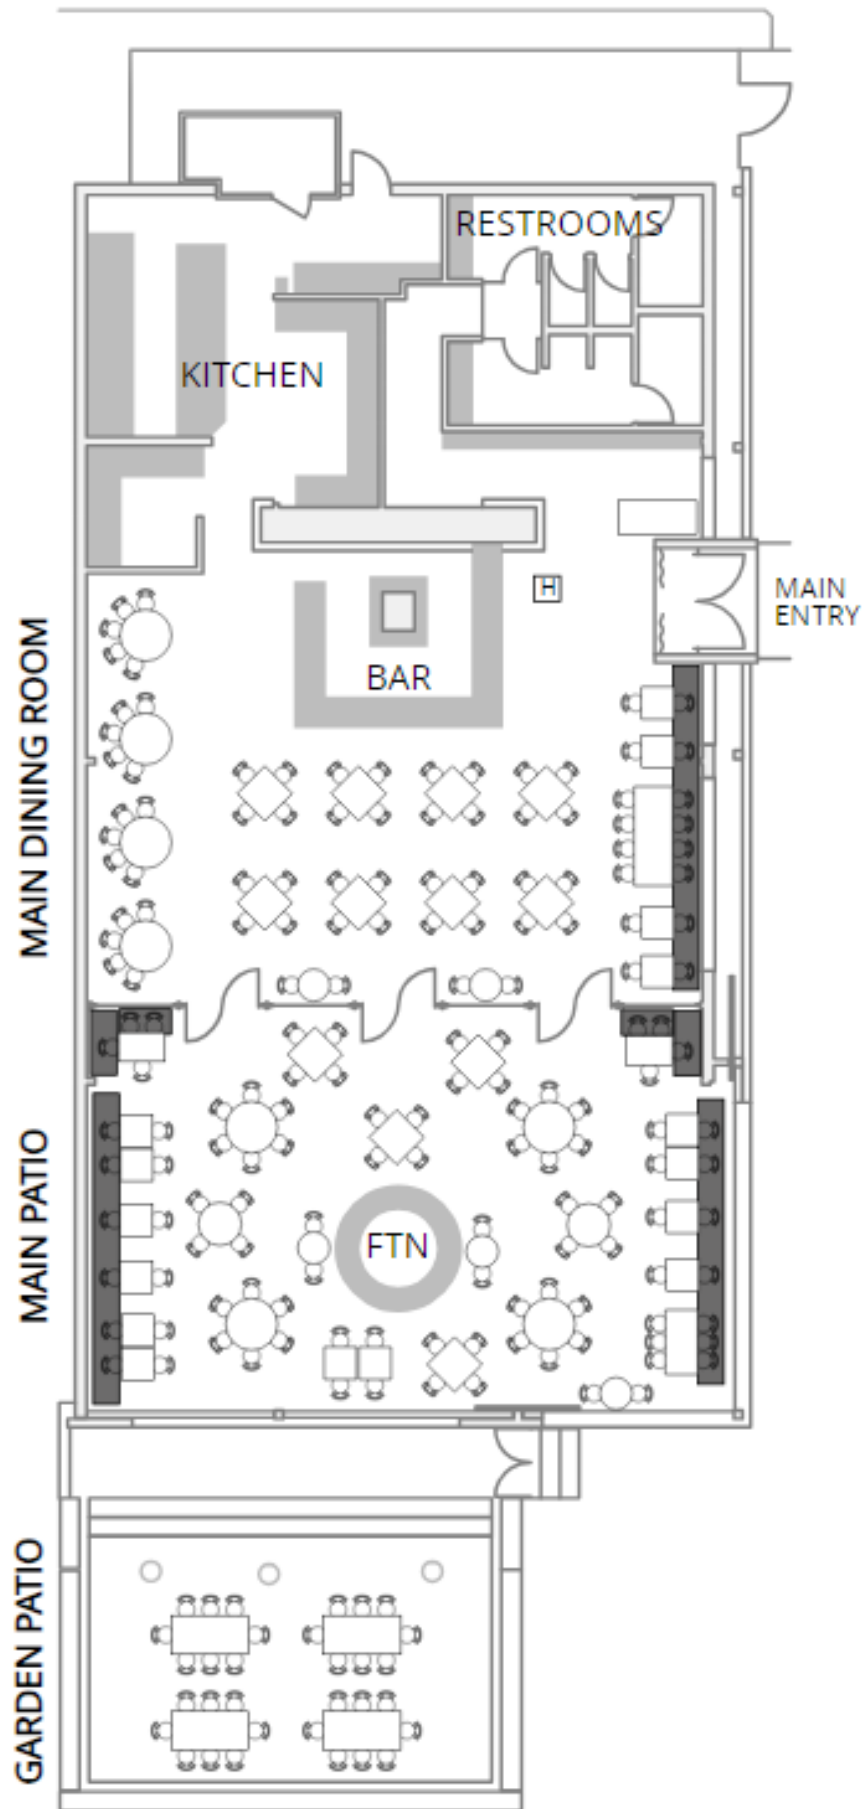 RESTROOMS
KITCHEN
H
MAIN
ENTRY
BAR
MAIN DINING ROOM
MAIN PATIO
FTN
GARDEN PATIO